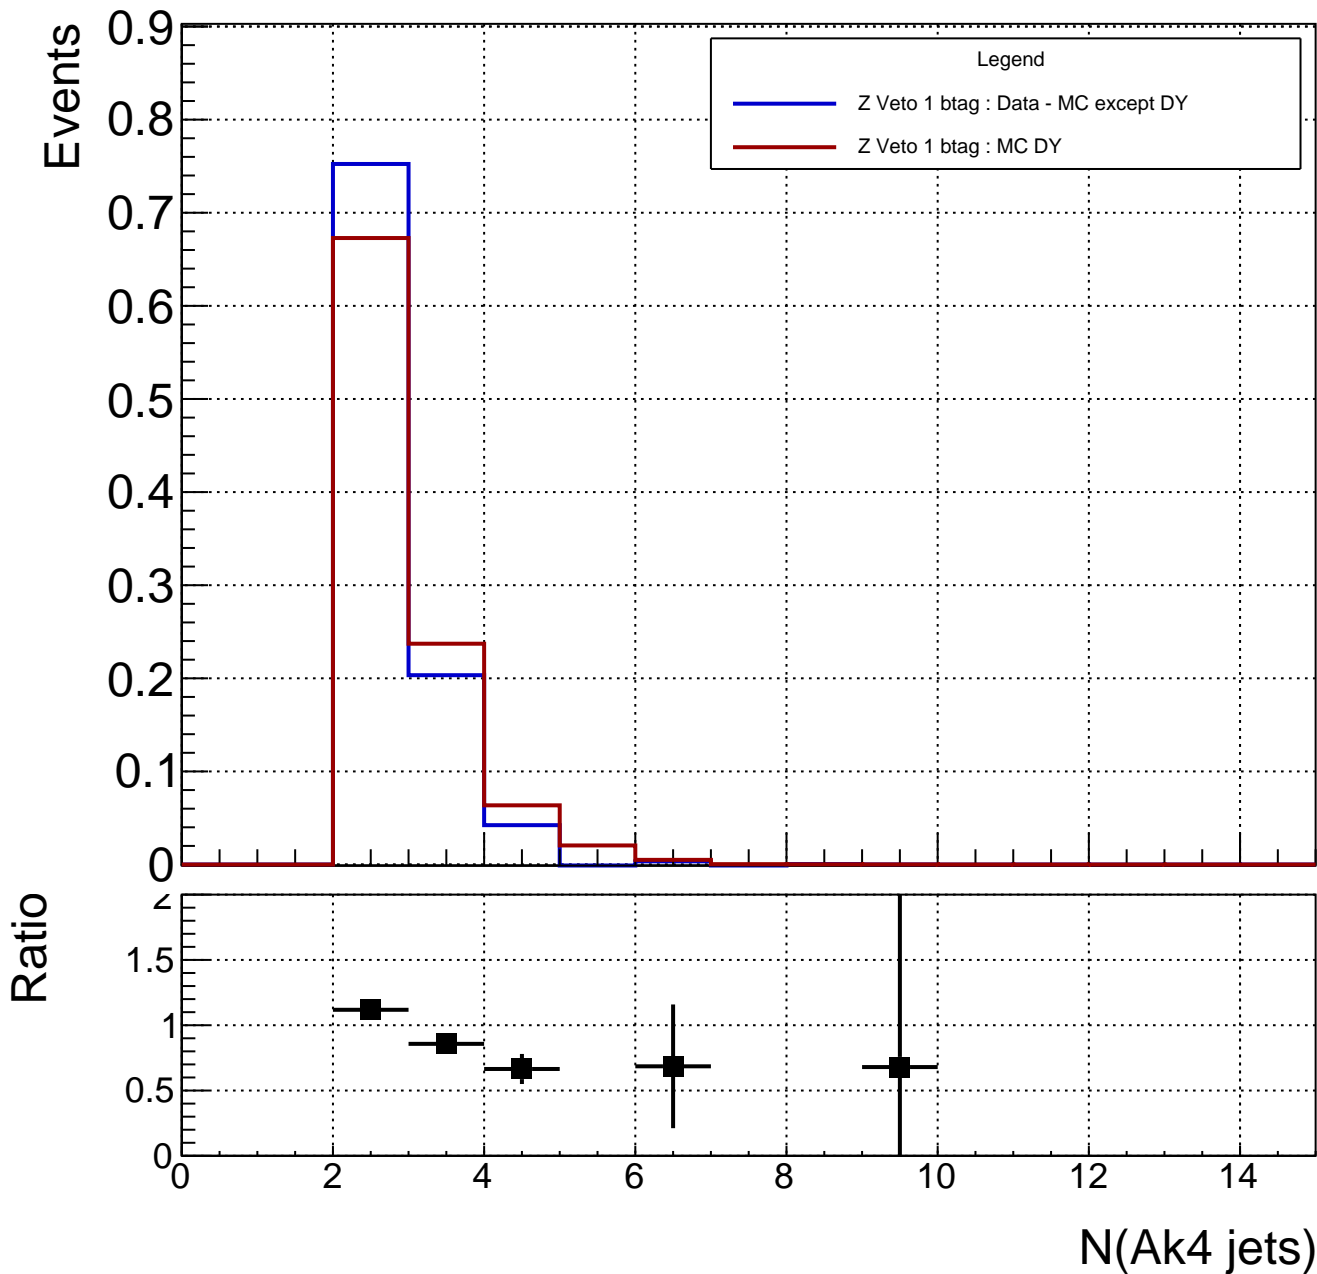 Events
0.9
0.8
0.7
0.6
0.5
0.4
0.3
0.2
0.1
0
Legend
Z Veto 1 btag : Data - MC except DY
Z Veto 1 btag : MC DY
Ratio
2
1.5
1
0.5
0
0 2 4 6 8 10 12 14
N(Ak4 jets)